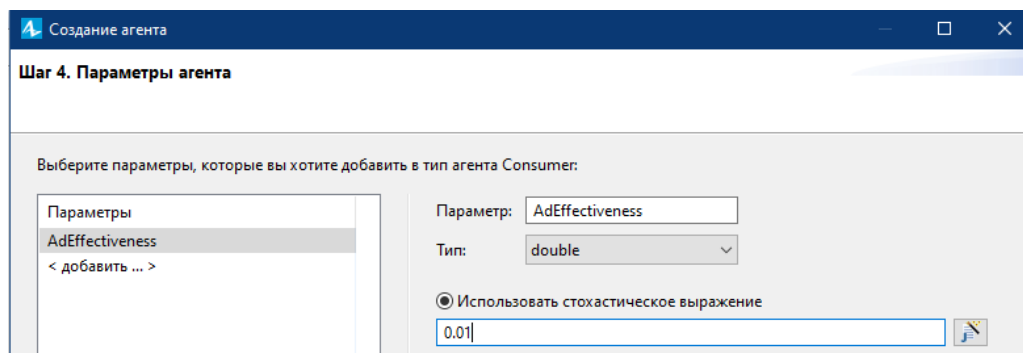 Создание агента
Шаг 4. Параметры агента
Выберите параметры, которые вы хотите добавить в тип агента Consumer:
Параметры
AdEffectiveness
< добавить ... >
Параметр: AdEffectiveness
Тип: double
Использовать стохастическое выражение
0.01